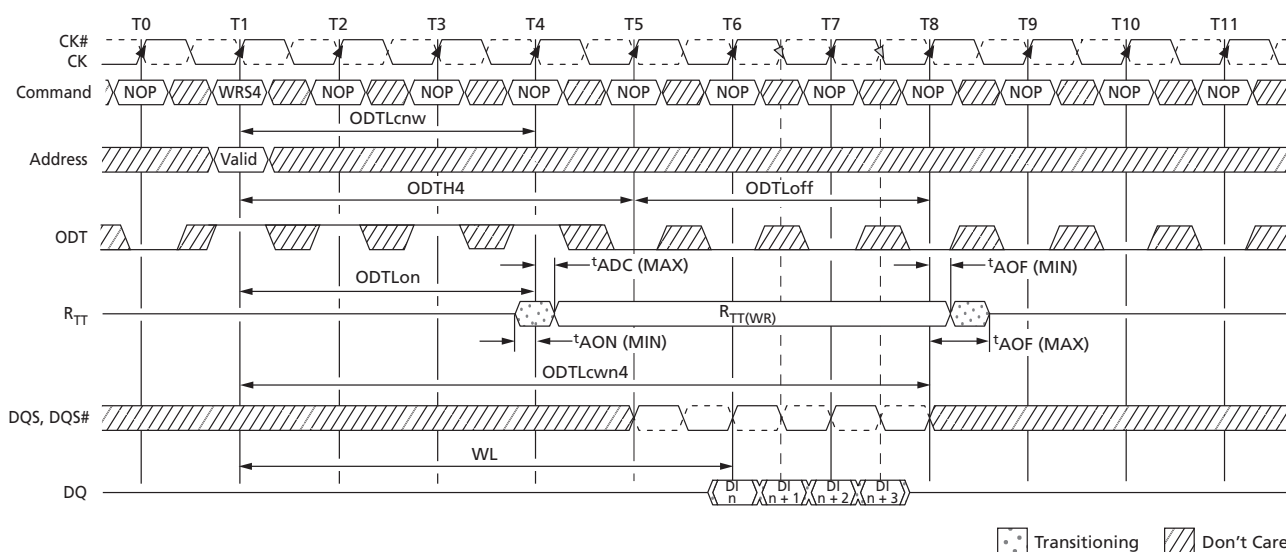 T0 T1 T2 T3 T4 T5 T6 T7 T8 T9 T10 T11
CK#
CK
Command NOP WRS4 NOP NOP NOP NOP NOP NOP NOP NOP NOP NOP
ODTLcnw
Address Valid
ODTH4 ODTLoff
ODT
tADC (MAX) tAOF (MIN)
ODTLon
RTT RTT(WR)
tAON (MIN) tAOF (MAX)
ODTLcwn4
DQS, DQS#
WL
DQ DI n DI n + 1 DI n + 2 DI n + 3
Transitioning Don't Care